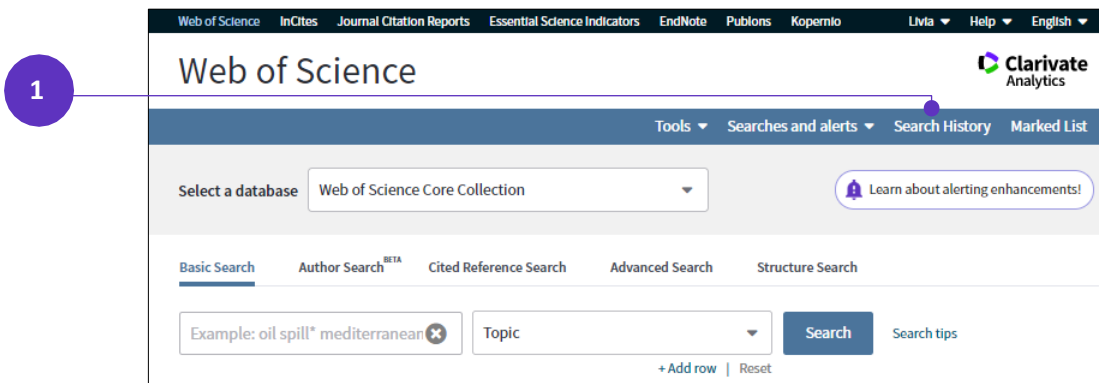 Web of Science InCites Journal Citation Reports Essential Science Indicators EndNote Publons Kopernio Livia Help English
Web of Science
Clarivate
Analytics
1
Tools Searches and alerts Search History Marked List
Select a database Web of Science Core Collection Learn about alerting enhancements!
Basic Search Author Search BETA Cited Reference Search Advanced Search Structure Search
Example: oil spill* mediterranean Topic Search Search tips
+ Add row | Reset